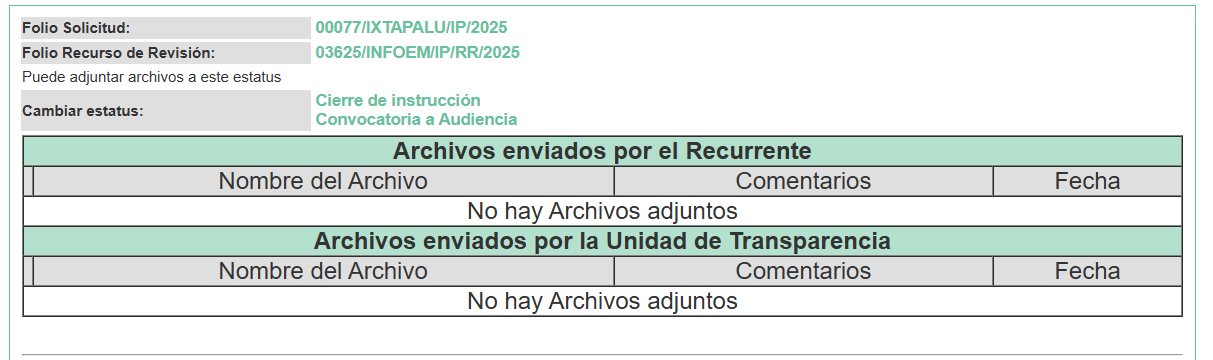 Folio Solicitud: 00077/IXTAPALU/IP/2025
Folio Recurso de Revisión: 03625/INFOEM/IP/RR/2025
Puede adjuntar archivos a este estatus
Cambiar estatus: Cierre de instrucción
Convocatoria a Audiencia
Archivos enviados por el Recurrente
Nombre del Archivo Comentarios Fecha
No hay Archivos adjuntos
Archivos enviados por la Unidad de Transparencia
Nombre del Archivo Comentarios Fecha
No hay Archivos adjuntos